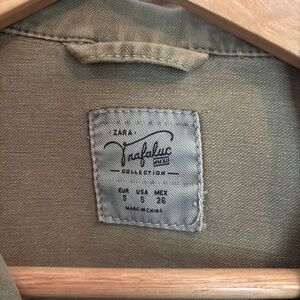 ZARA
Trafaluc
COLLECTION
EUR USA MEX
S S 26
MADE IN CHINA